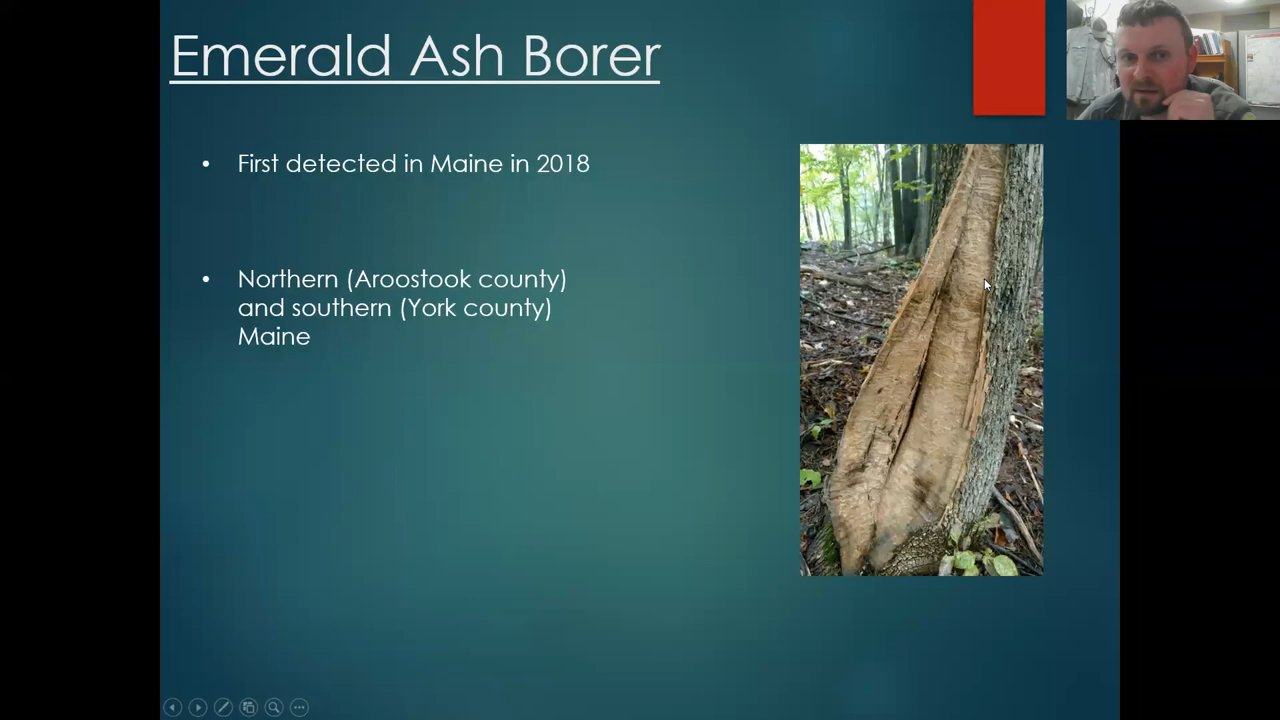 Emerald Ash Borer
• First detected in Maine in 2018
• Northern (Aroostook county)
and southern (York county)
Maine